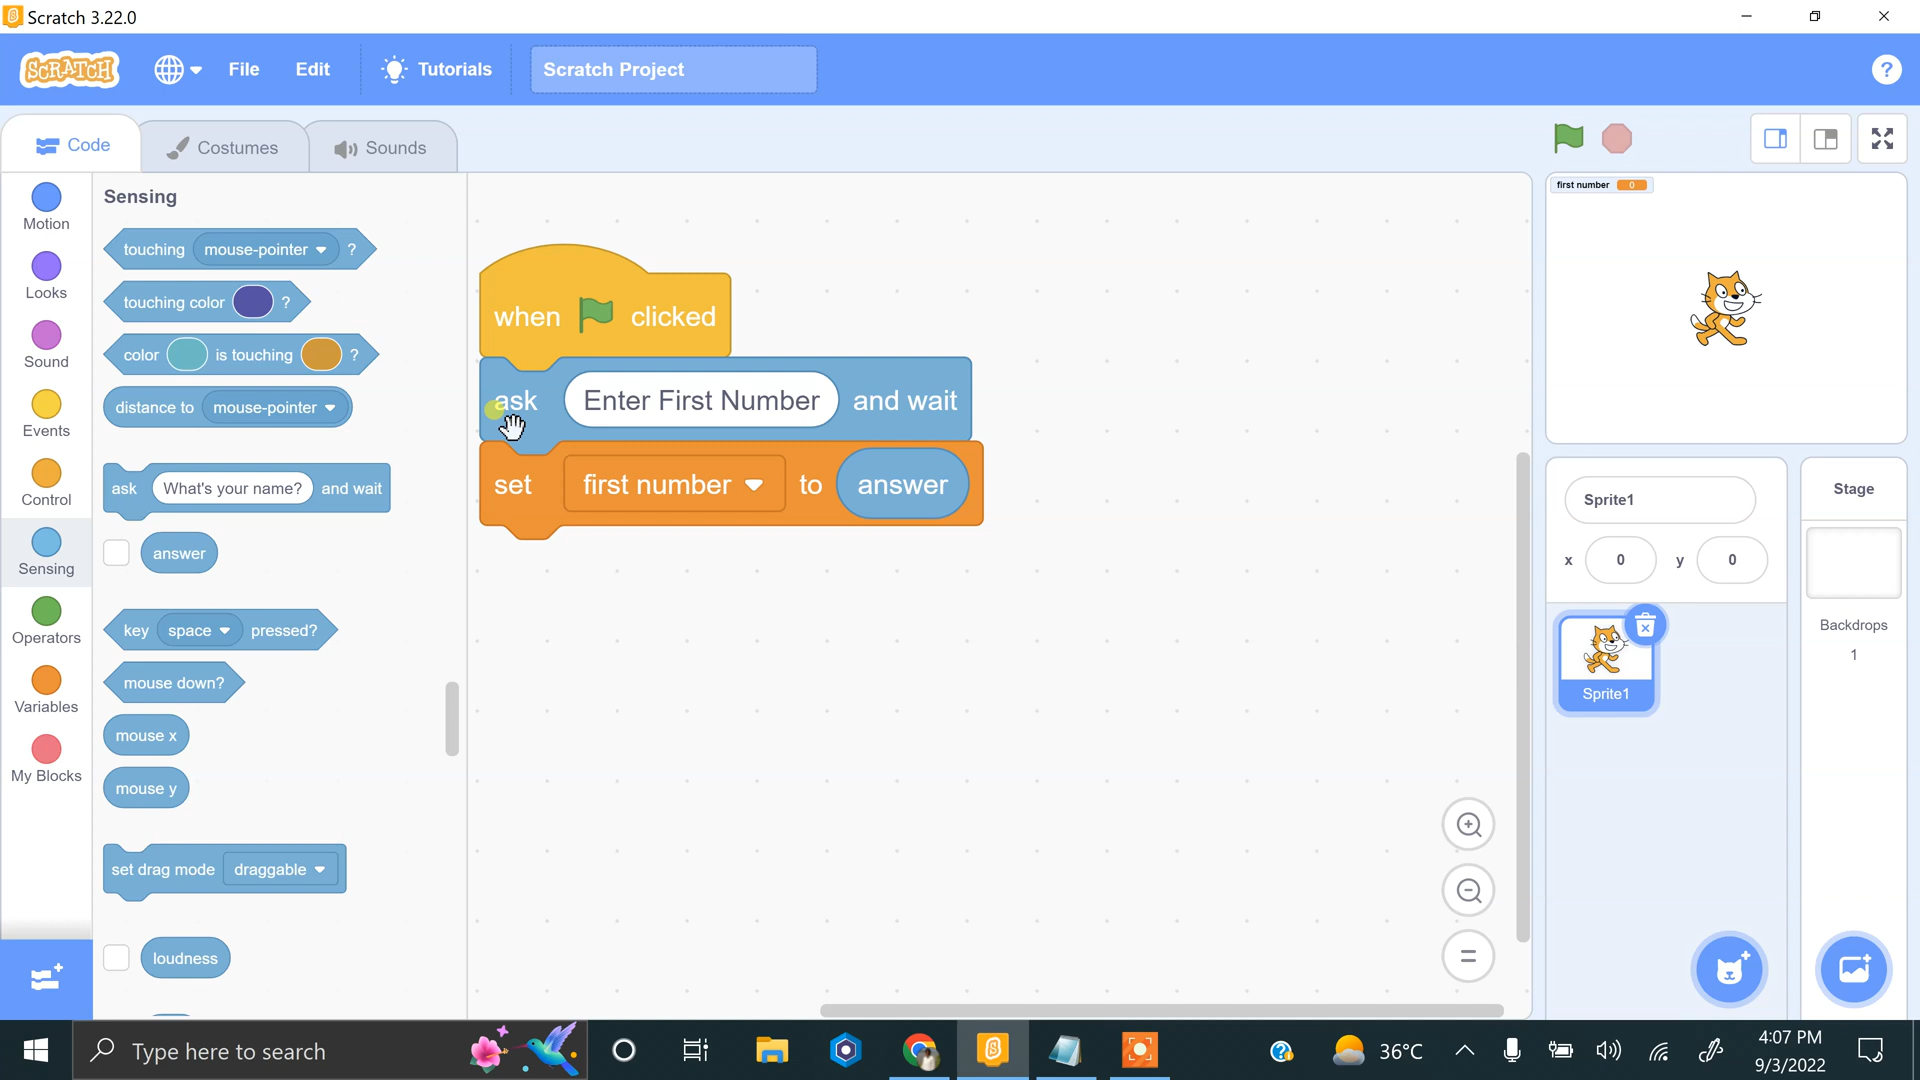 Scratch 3.22.0
SCRATCH
File
Edit
Tutorials
Scratch Project
?
Code
Costumes
Sounds
Motion
Looks
Sound
Events
Control
Sensing
Operators
Variables
My Blocks
Sensing
touching mouse-pointer ?
touching color ?
color is touching ?
distance to mouse-pointer
ask What's your name? and wait
answer
key space pressed?
mouse down?
mouse x
mouse y
set drag mode draggable
loudness
when clicked
ask Enter First Number and wait
set first number to answer
first number 0
Sprite1
x 0 y 0
Sprite1
Stage
Backdrops
1
Type here to search
36°C
4:07 PM
9/3/2022